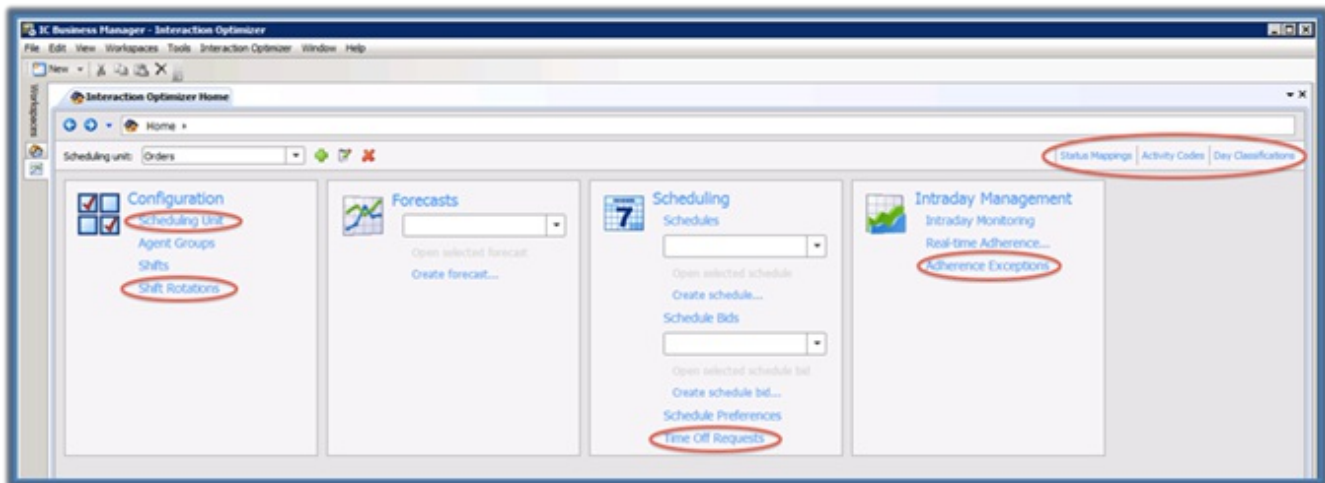 IC Business Manager - Interaction Optimizer
File Edit View Workspaces Tools Interaction Optimizer Window Help
New
Workspaces
Interaction Optimizer Home
Home
Scheduling unit: Orders
Status Mappings Activity Codes Day Classifications
Configuration
Scheduling Unit
Agent Groups
Shifts
Shift Rotations
Forecasts
Open selected forecast
Create forecast...
7
Scheduling
Schedules
Open selected schedule
Create schedule...
Schedule Bids
Open selected schedule bid
Create schedule bid...
Schedule Preferences
Time Off Requests
Intraday Management
Intraday Monitoring
Real-time Adherence...
Adherence Exceptions